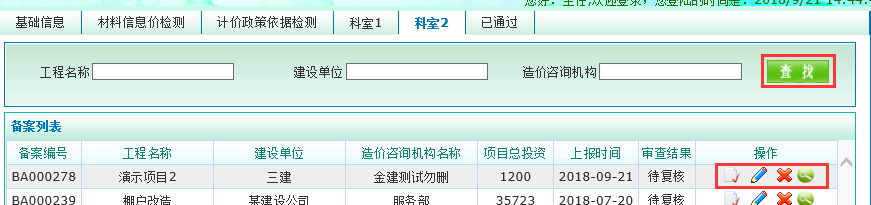 您好: 主任,欢迎登录, 您登陆的时间是: 2018/9/21 14:44:4
基础信息 材料信息价检测 计价政策依据检测 科室1 科室2 已通过
工程名称 建设单位 造价咨询机构 查 找
备案列表
备案编号 工程名称 建设单位 造价咨询机构名称 项目总投资 上报时间 审查结果 操作
BA000278 演示项目2 三建 金建测试勿删 1200 2018-09-21 待复核
BA000239 棚户改造 某建设公司 服务部 35723 2018-07-20 待复核